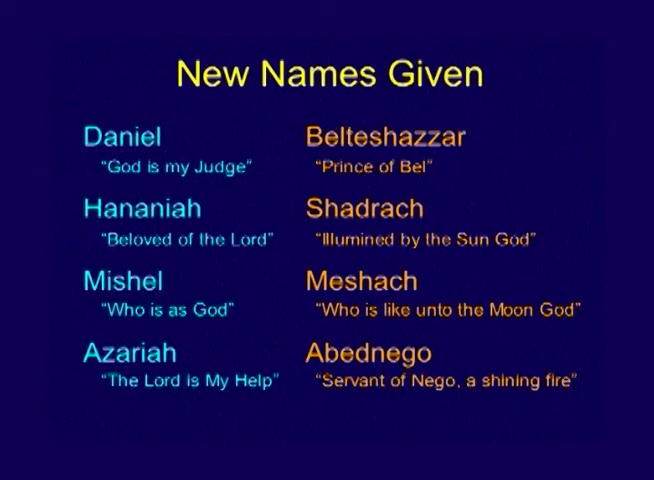 New Names Given
Daniel Belteshazzar
"God is my Judge" "Prince of Bel"
Hananiah Shadrach
"Beloved of the Lord" "Illumined by the Sun God"
Mishel Meshach
"Who is as God" "Who is like unto the Moon God"
Azariah Abednego
"The Lord is My Help" "Servant of Nego, a shining fire"